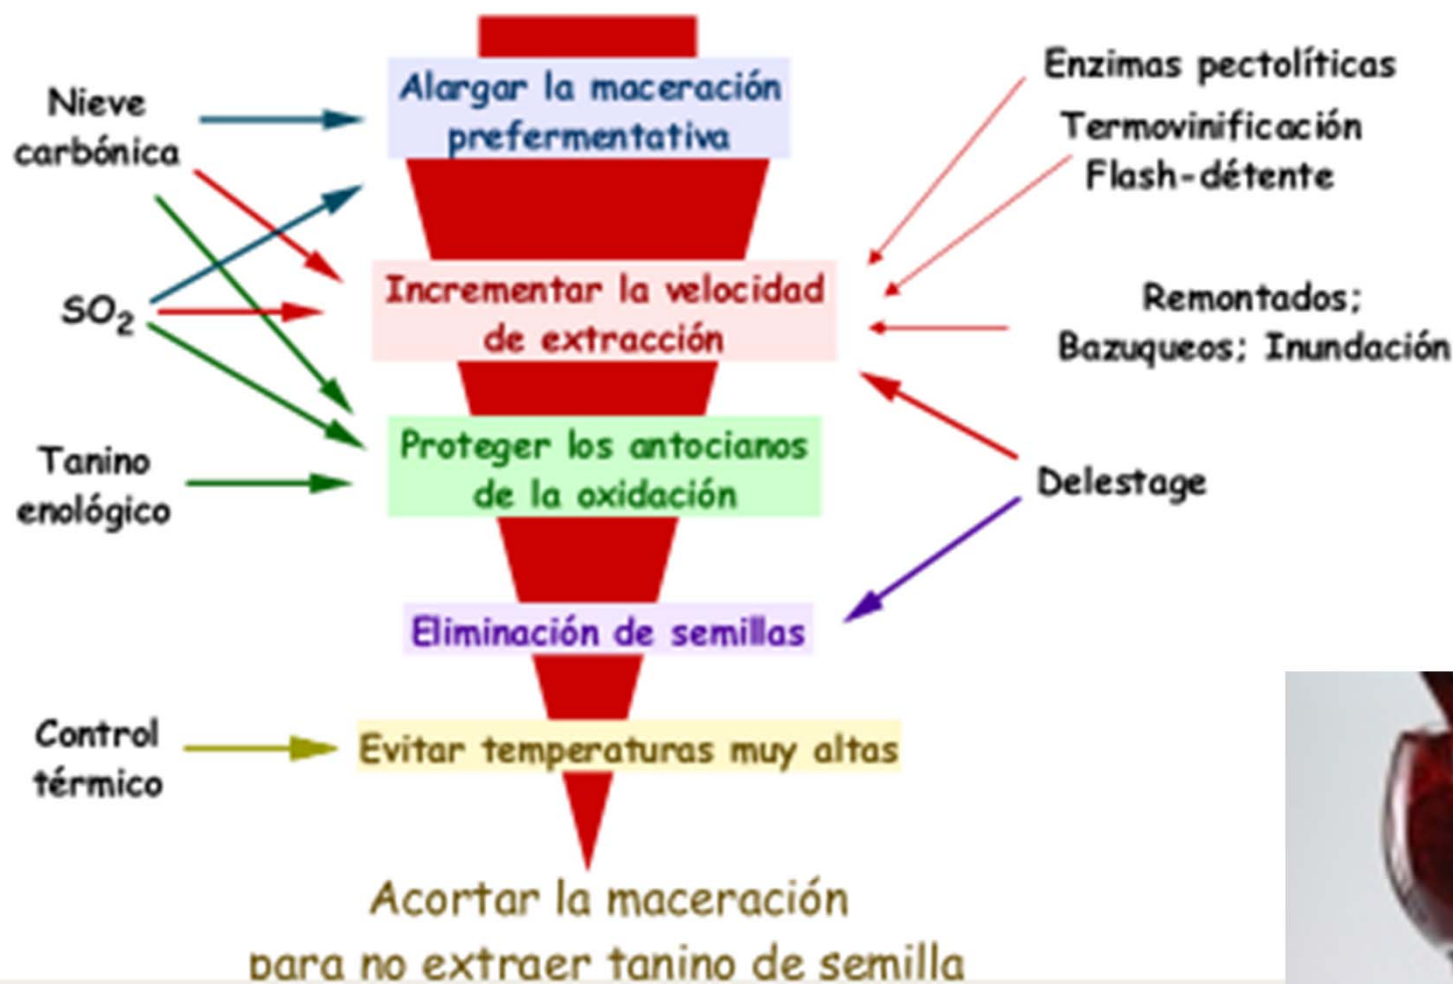 Nieve
carbónica
SO2
Tanino
enológico
Control
térmico
Alargar la maceración
prefermentativa
Incrementar la velocidad
de extracción
Proteger los antocianos
de la oxidación
Eliminación de semillas
Evitar temperaturas muy altas
Acortar la maceración
para no extraer tanino de semilla
Enzimas pectolíticas
Termovinificación
Flash-détente
Remontados;
Bazuqueos; Inundación
Delestage